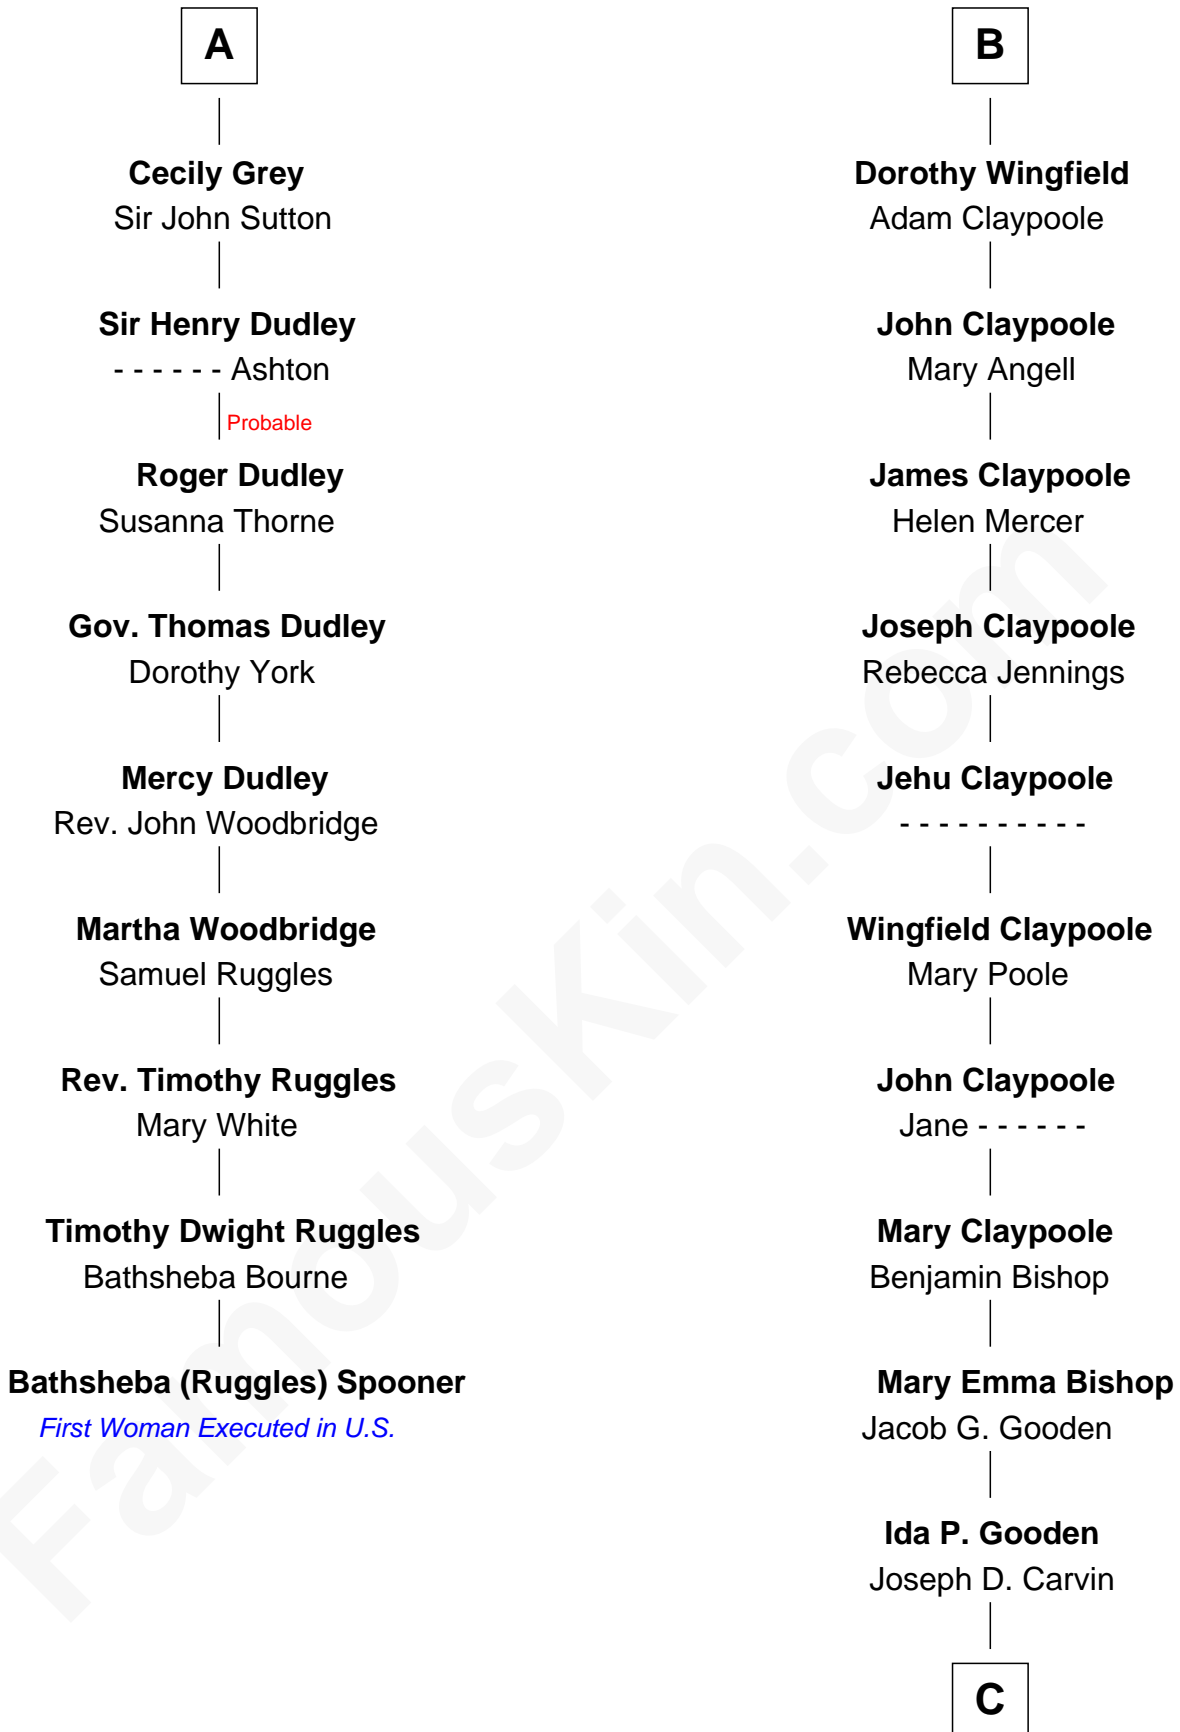 A
Cecily Grey
Sir John Sutton
Sir Henry Dudley
- - - - - - Ashton
Probable
Roger Dudley
Susanna Thorne
Gov. Thomas Dudley
Dorothy York
Mercy Dudley
Rev. John Woodbridge
Martha Woodbridge
Samuel Ruggles
Rev. Timothy Ruggles
Mary White
Timothy Dwight Ruggles
Bathsheba Bourne
Bathsheba (Ruggles) Spooner
First Woman Executed in U.S.
B
Dorothy Wingfield
Adam Claypoole
John Claypoole
Mary Angell
James Claypoole
Helen Mercer
Joseph Claypoole
Rebecca Jennings
Jehu Claypoole
- - - - - - - - - -
Wingfield Claypoole
Mary Poole
John Claypoole
Jane - - - - - -
Mary Claypoole
Benjamin Bishop
Mary Emma Bishop
Jacob G. Gooden
Ida P. Gooden
Joseph D. Carvin
C
FamousKin.com